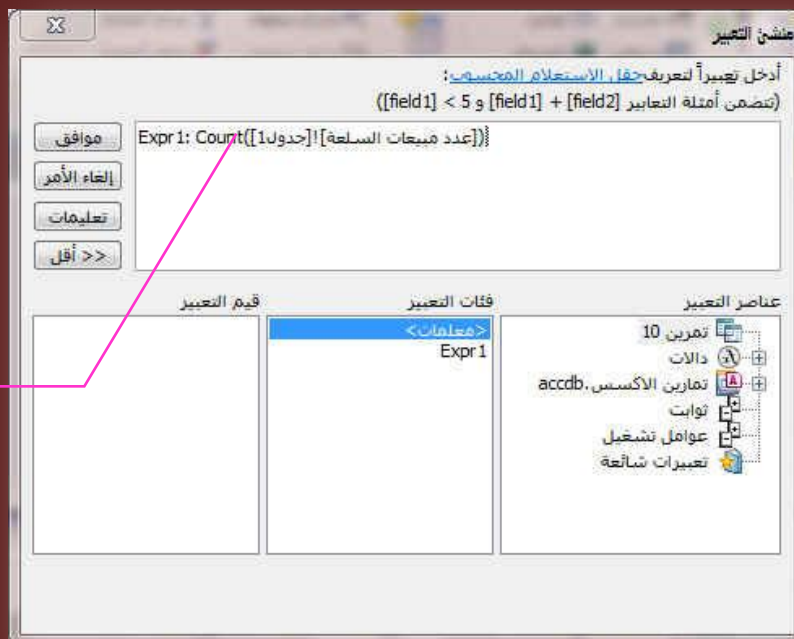 منشئ التعبير
أدخل تعبيراً لتعريف حقل الاستعلام المحسوب:
(تتضمن أمثلة التعابير [field1] + [field2] و [field1] < 5)
Expr1: Count([جدول1]![عدد مبيعات السلعة])
موافق
إلغاء الأمر
تعليمات
<< أقل
عناصر التعبير
تمرين 10
دالات
تمارين الاكسس.accdb
ثوابت
عوامل تشغيل
تعبيرات شائعة
فئات التعبير
<معلمات>
Expr1
قيم التعبير